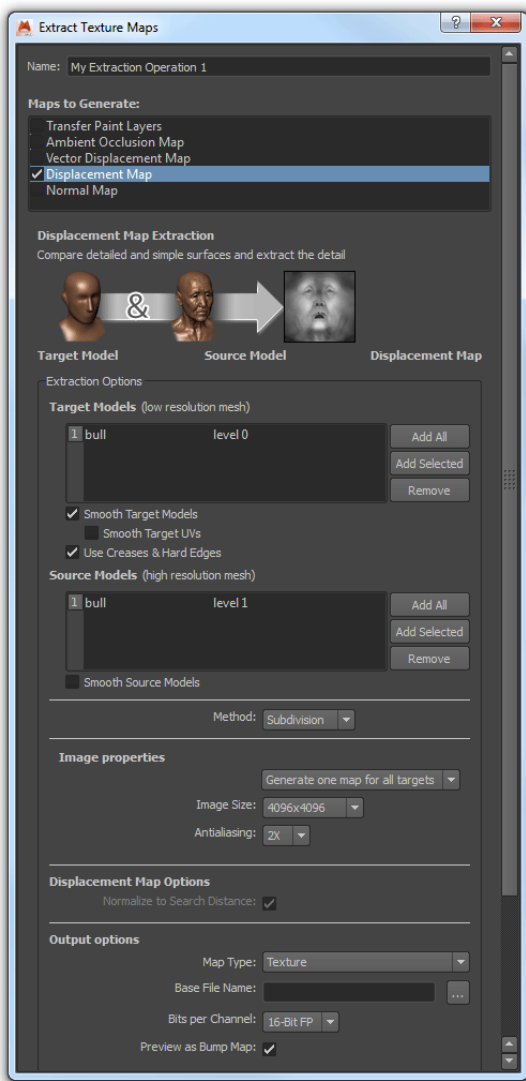 Extract Texture Maps
Name: My Extraction Operation 1
Maps to Generate:
Transfer Paint Layers
Ambient Occlusion Map
Vector Displacement Map
Displacement Map
Normal Map
Displacement Map Extraction
Compare detailed and simple surfaces and extract the detail
&
Target Model Source Model Displacement Map
Extraction Options
Target Models (low resolution mesh)
1 bull level 0 Add All
Add Selected
Remove
Smooth Target Models
Smooth Target UVs
Use Creases & Hard Edges
Source Models (high resolution mesh)
1 bull level 1 Add All
Add Selected
Remove
Smooth Source Models
Method: Subdivision
Image properties
Generate one map for all targets
Image Size: 4096x4096
Antialiasing: 2X
Displacement Map Options
Normalize to Search Distance:
Output options
Map Type: Texture
Base File Name: ...
Bits per Channel: 16-Bit FP
Preview as Bump Map: